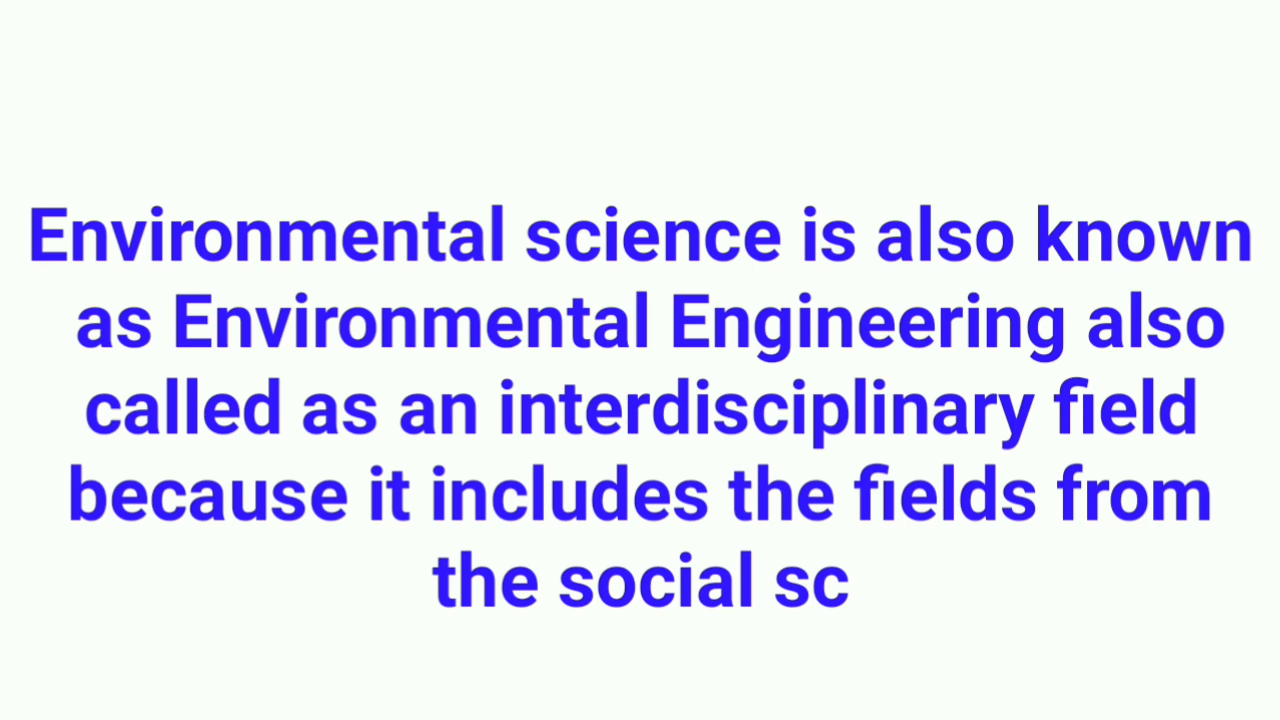 Environmental science is also known
as Environmental Engineering also
called as an interdisciplinary field
because it includes the fields from
the social sc